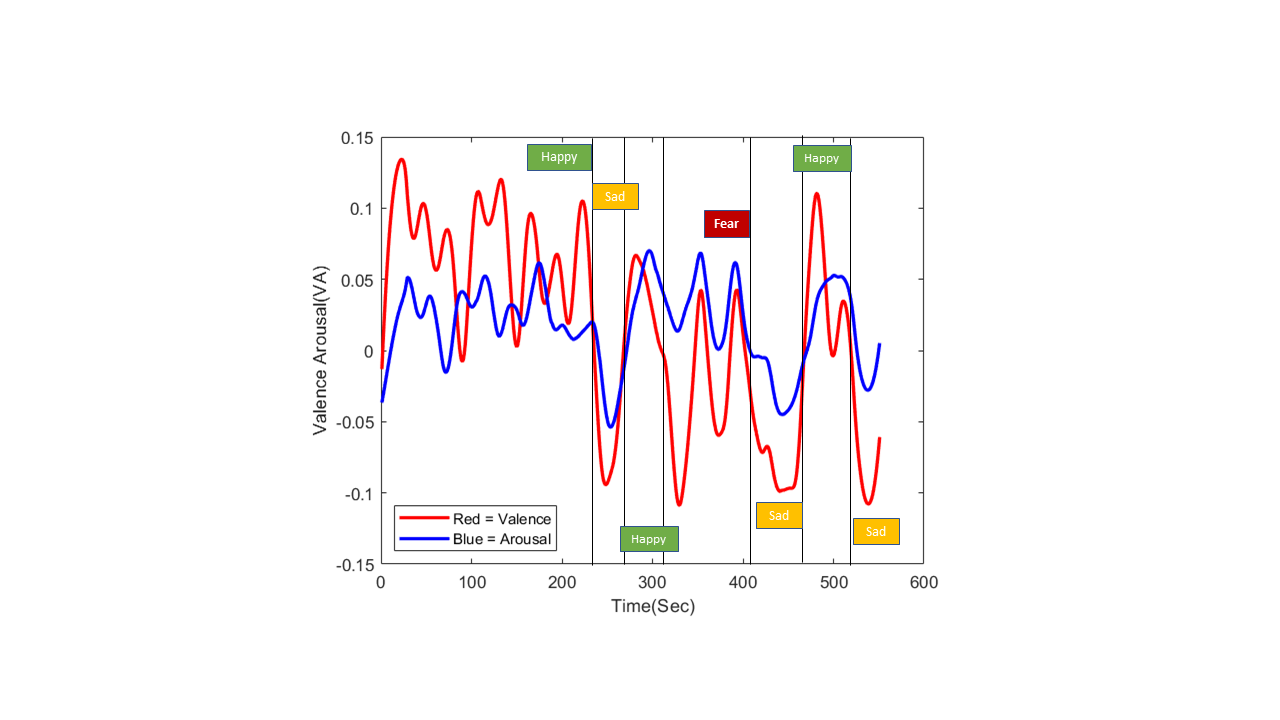 0.15
0.1
0.05
0
-0.05
-0.1
-0.15
Valence Arousal(VA)
Happy
Sad
Fear
Happy
Happy
Sad
Sad
Red = Valence
Blue = Arousal
0 100 200 300 400 500 600
Time(Sec)